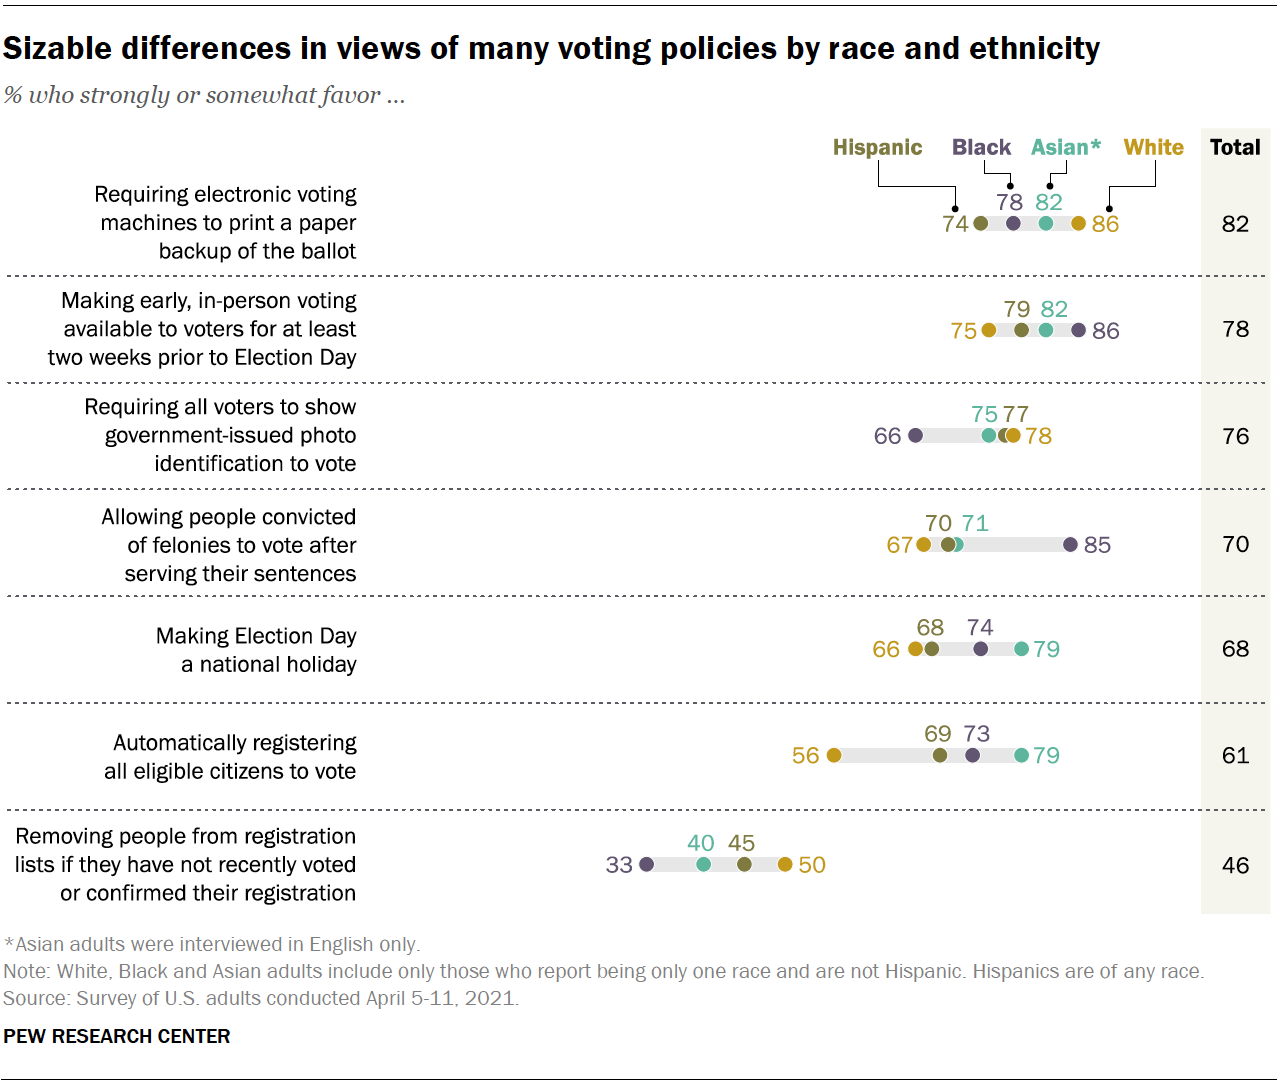 Sizable differences in views of many voting policies by race and ethnicity
% who strongly or somewhat favor ...
Hispanic Black Asian* White Total
Requiring electronic voting
machines to print a paper
backup of the ballot
78 82
74 86 82
Making early, in-person voting
available to voters for at least
two weeks prior to Election Day
79 82
75 86 78
Requiring all voters to show
government-issued photo
identification to vote
75 77
66 78 76
Allowing people convicted
of felonies to vote after
serving their sentences
70 71
67 85 70
Making Election Day
a national holiday
68 74
66 79 68
Automatically registering
all eligible citizens to vote
69 73
56 79 61
Removing people from registration
lists if they have not recently voted
or confirmed their registration
40 45
33 50 46
*Asian adults were interviewed in English only.
Note: White, Black and Asian adults include only those who report being only one race and are not Hispanic. Hispanics are of any race.
Source: Survey of U.S. adults conducted April 5-11, 2021.
PEW RESEARCH CENTER